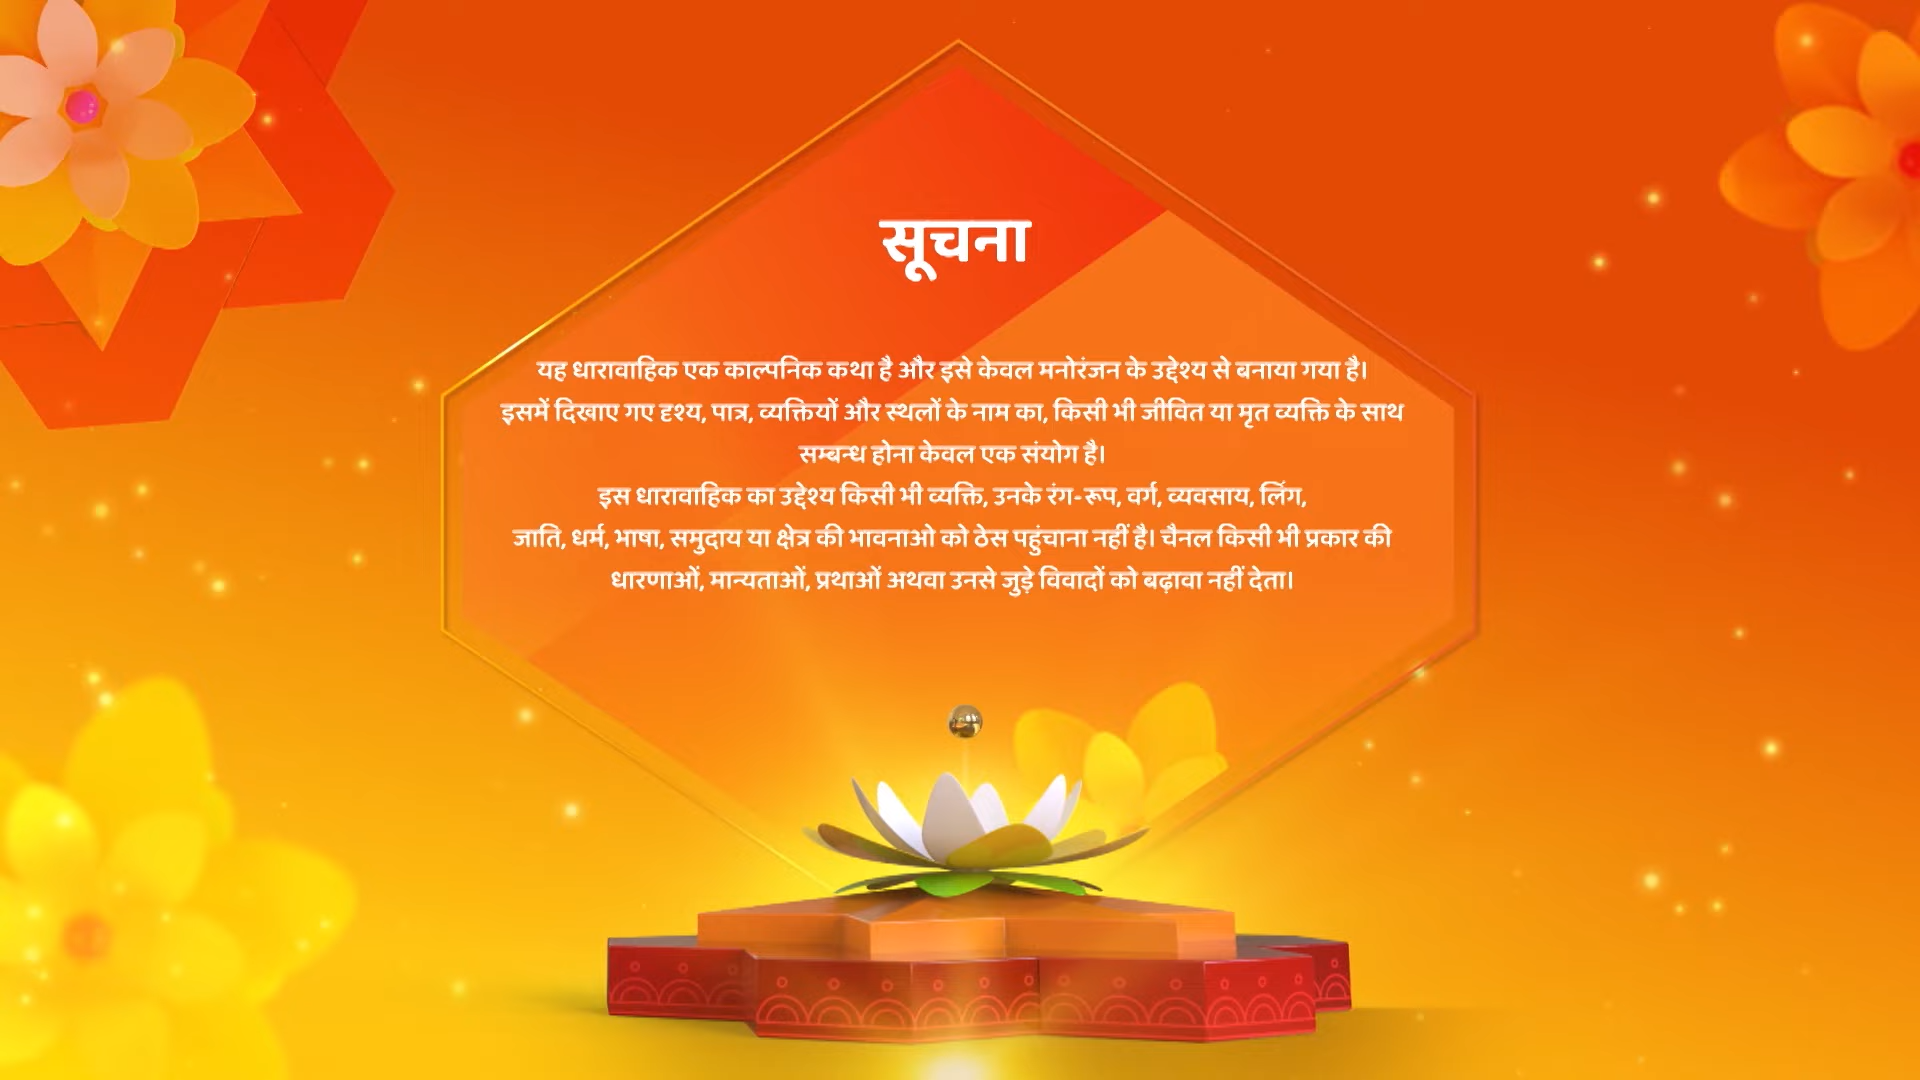 सूचना
यह धारावाहिक एक काल्पनिक कथा है और इसे केवल मनोरंजन के उद्देश्य से बनाया गया है।
इसमें दिखाए गए दृश्य, पात्र, व्यक्तियों और स्थलों के नाम का, किसी भी जीवित या मृत व्यक्ति के साथ
सम्बन्ध होना केवल एक संयोग है।
इस धारावाहिक का उद्देश्य किसी भी व्यक्ति, उनके रंग-रूप, वर्ग, व्यवसाय, लिंग,
जाति, धर्म, भाषा, समुदाय या क्षेत्र की भावनाओ को ठेस पहुंचाना नहीं है। चैनल किसी भी प्रकार की
धारणाओं, मान्यताओं, प्रथाओं अथवा उनसे जुड़े विवादों को बढ़ावा नहीं देता।